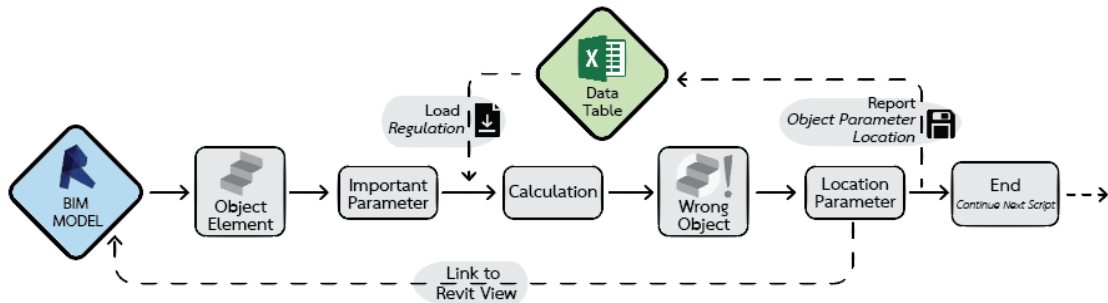 X
Data
Table
Load
Regulation
Report
Object Parameter
Location
R
BIM
MODEL
Object
Element
Important
Parameter
Calculation
!
Wrong
Object
Location
Parameter
End
Continue Next Script
Link to
Revit View